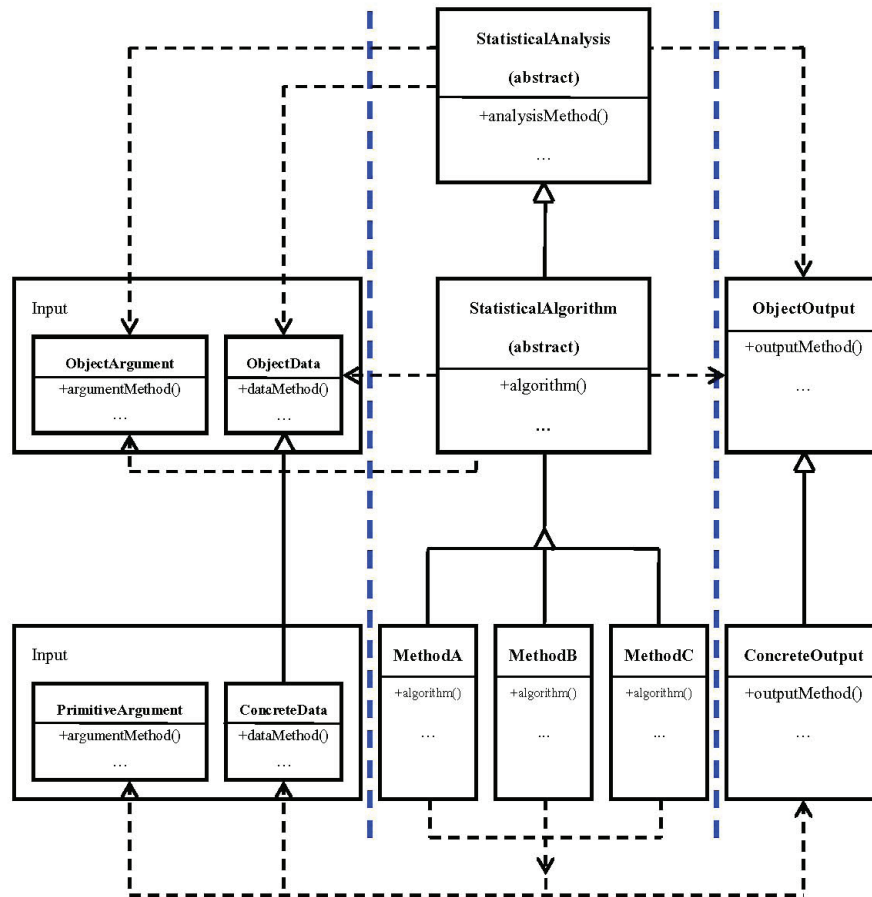 StatisticalAnalysis
(abstract)
+analysisMethod()
...
Input
ObjectArgument
+argumentMethod()
...
ObjectData
+dataMethod()
...
StatisticalAlgorithm
(abstract)
+algorithm()
...
ObjectOutput
+outputMethod()
...
Input
PrimitiveArgument
+argumentMethod()
...
ConcreteData
+dataMethod()
...
MethodA
+algorithm()
...
MethodB
+algorithm()
...
MethodC
+algorithm()
...
ConcreteOutput
+outputMethod()
...